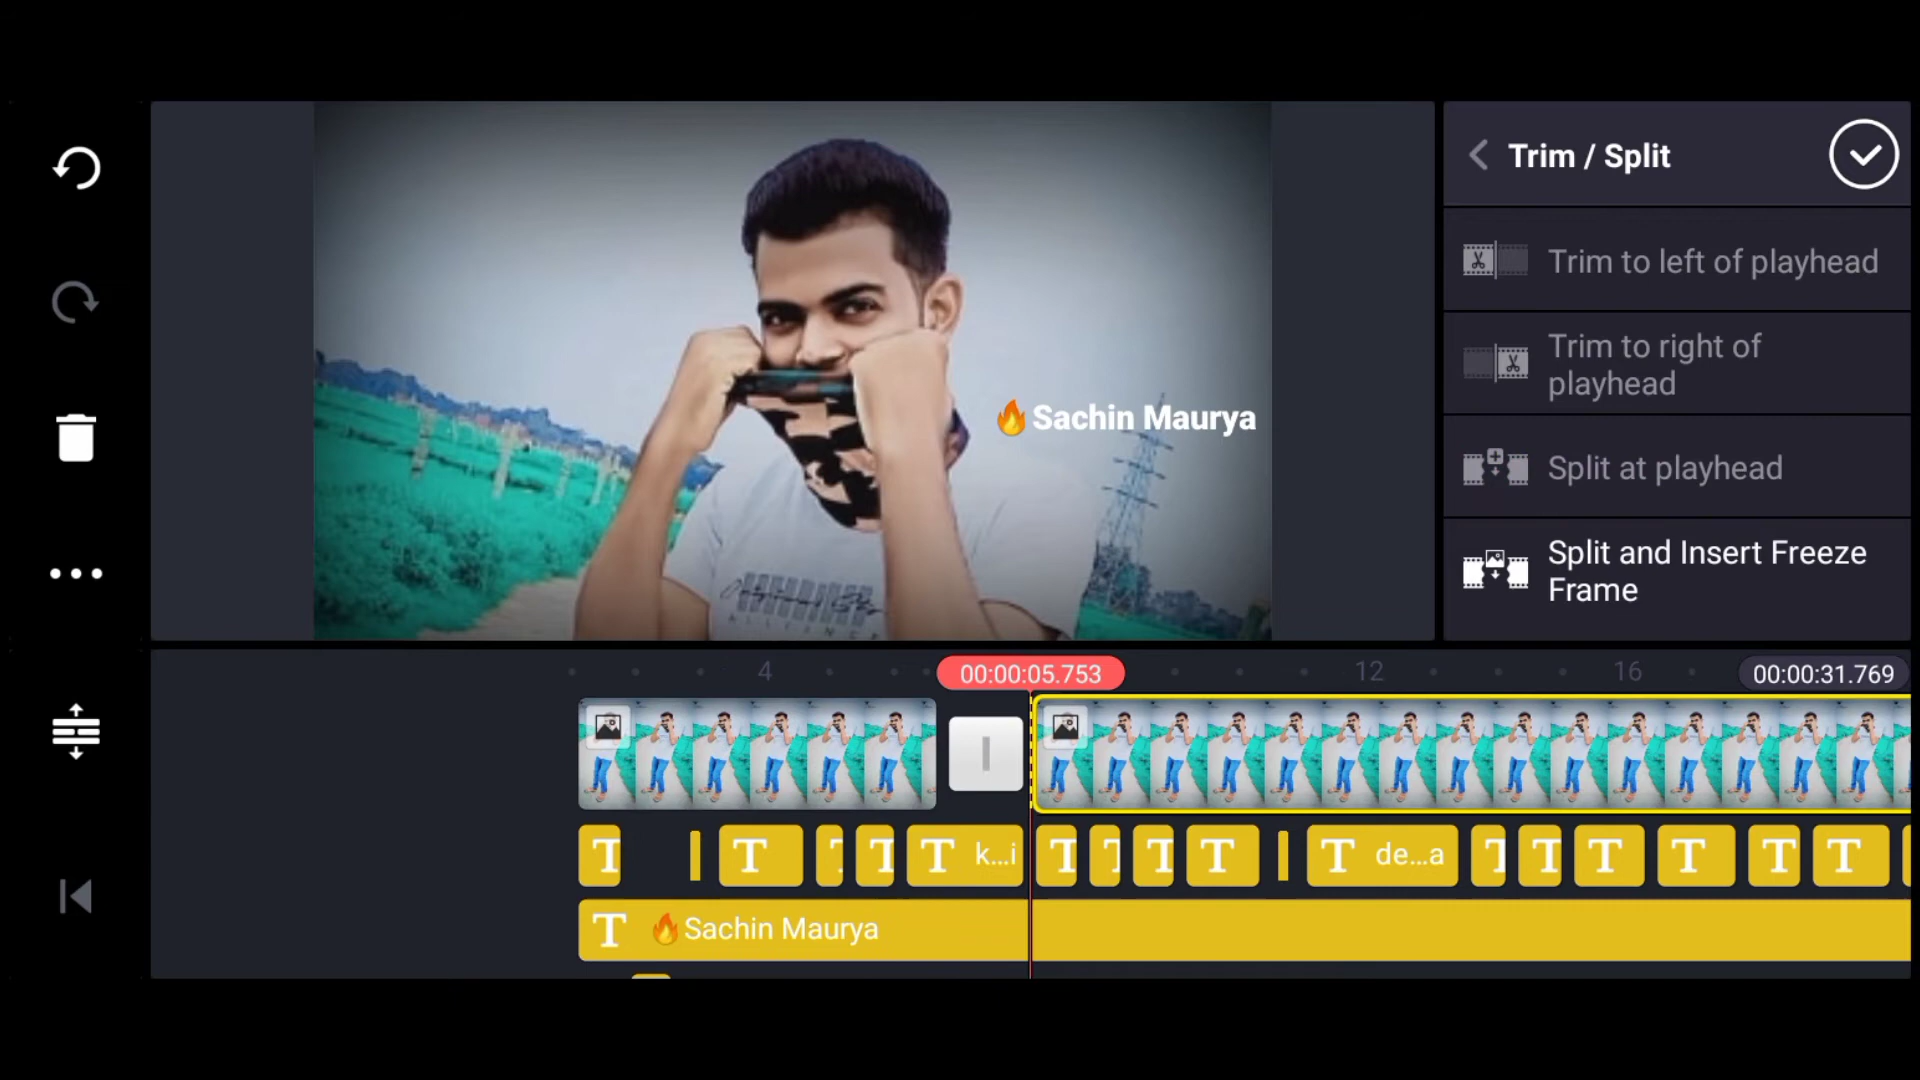 Trim / Split
Trim to left of playhead
Trim to right of
playhead
Split at playhead
Split and Insert Freeze
Frame
🔥Sachin Maurya
ALLIANCE
4
00:00:05.753
12
16
00:00:31.769
T
T
T
T
T k...i
T
T
T
T
T de...a
T
T
T
T
T
T
T 🔥Sachin Maurya